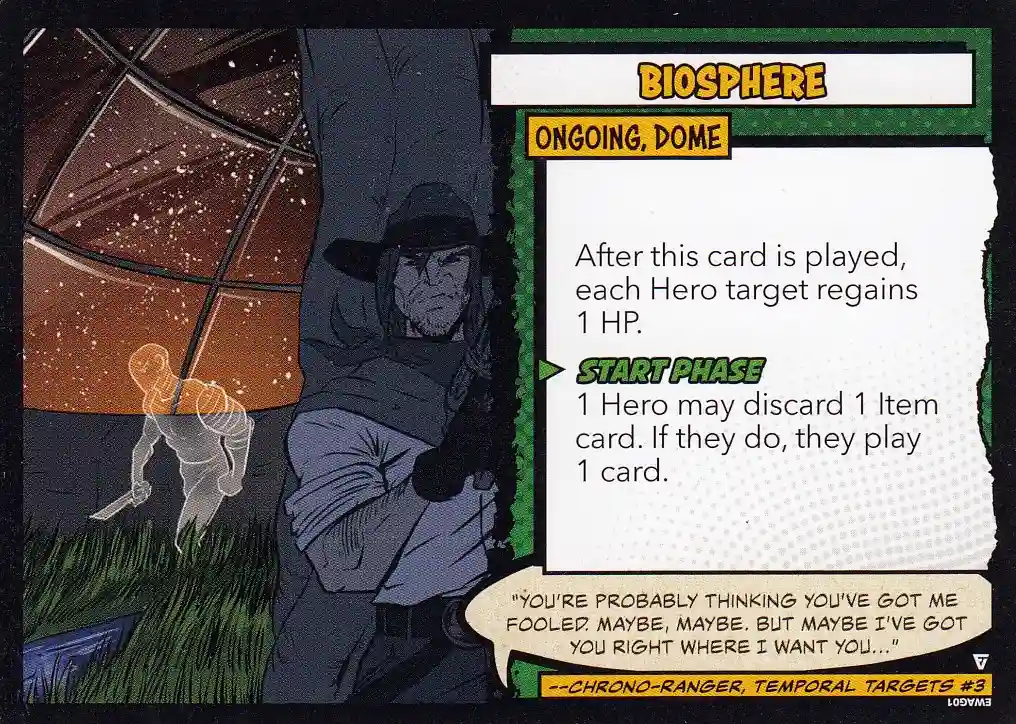 BIOSPHERE
ONGOING, DOME
After this card is played,
each Hero target regains
1 HP.
START PHASE
1 Hero may discard 1 Item
card. If they do, they play
1 card.
"YOU'RE PROBABLY THINKING YOU'VE GOT ME
FOOLED. MAYBE, MAYBE. BUT MAYBE I'VE GOT
YOU RIGHT WHERE I WANT YOU..."
--CHRONO-RANGER, TEMPORAL TARGETS #3
EWAG01